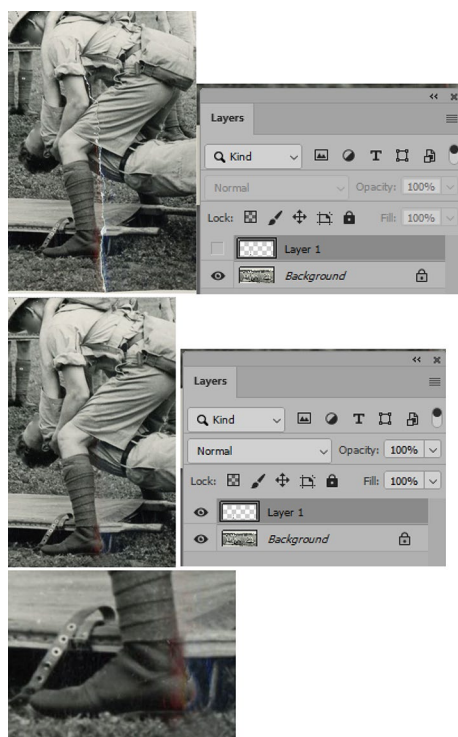 Layers
Kind T
Normal Opacity: 100%
Lock: Fill: 100%
Layer 1
Background
Layers
Kind T
Normal Opacity: 100%
Lock: Fill: 100%
Layer 1
Background